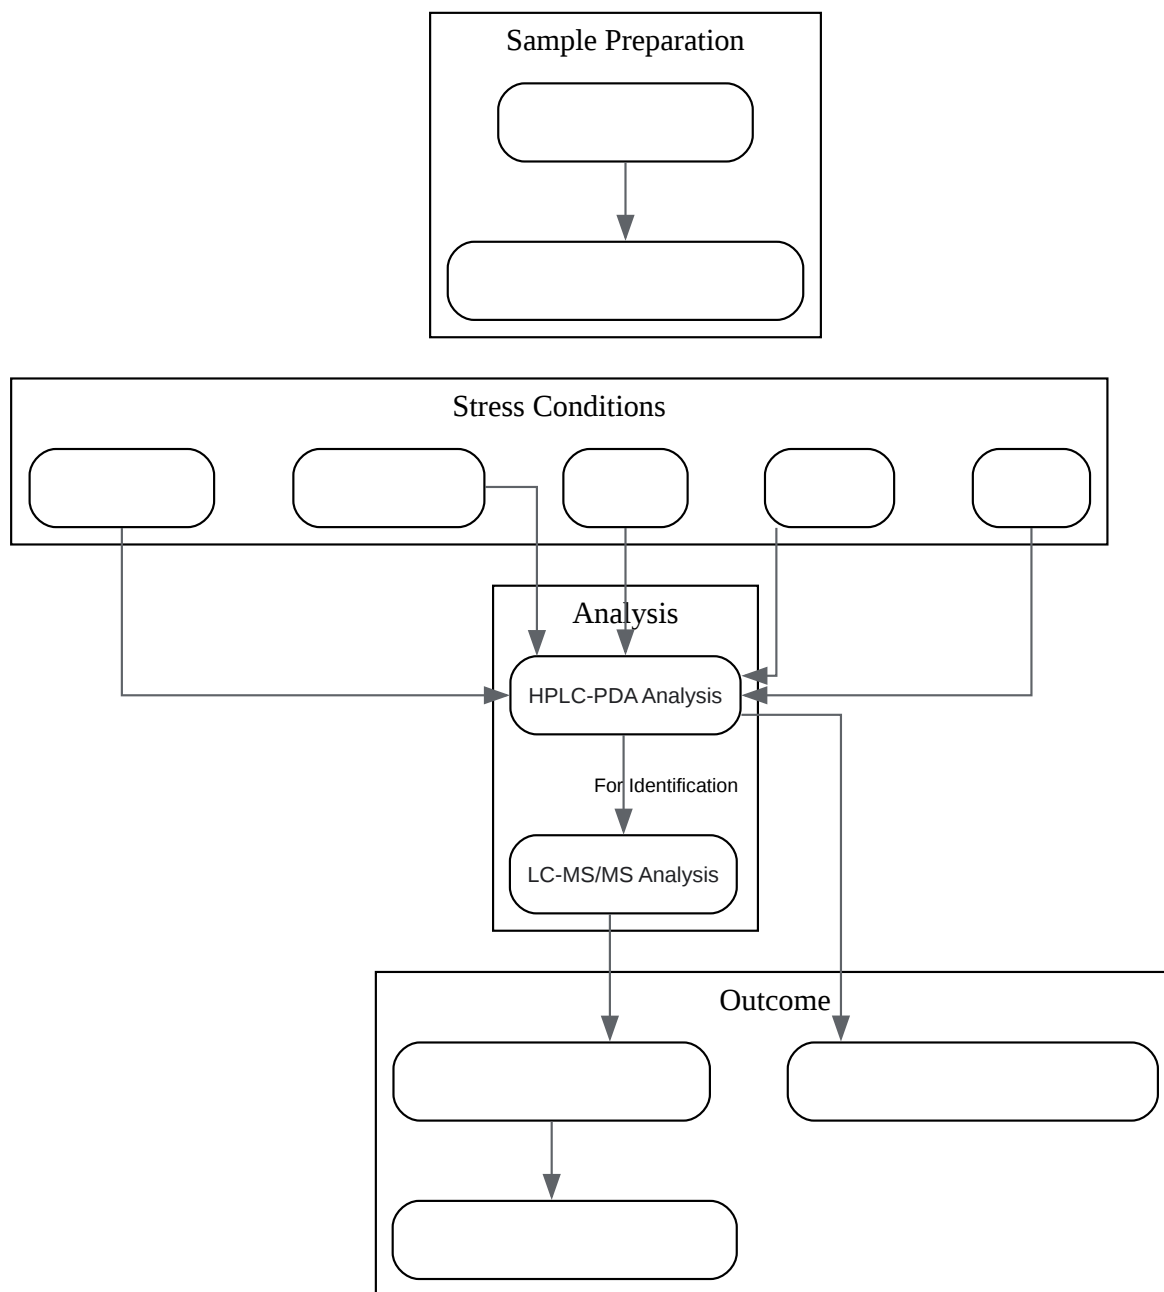 Sample Preparation
Stress Conditions
Analysis
HPLC-PDA Analysis
For Identification
LC-MS/MS Analysis
Outcome